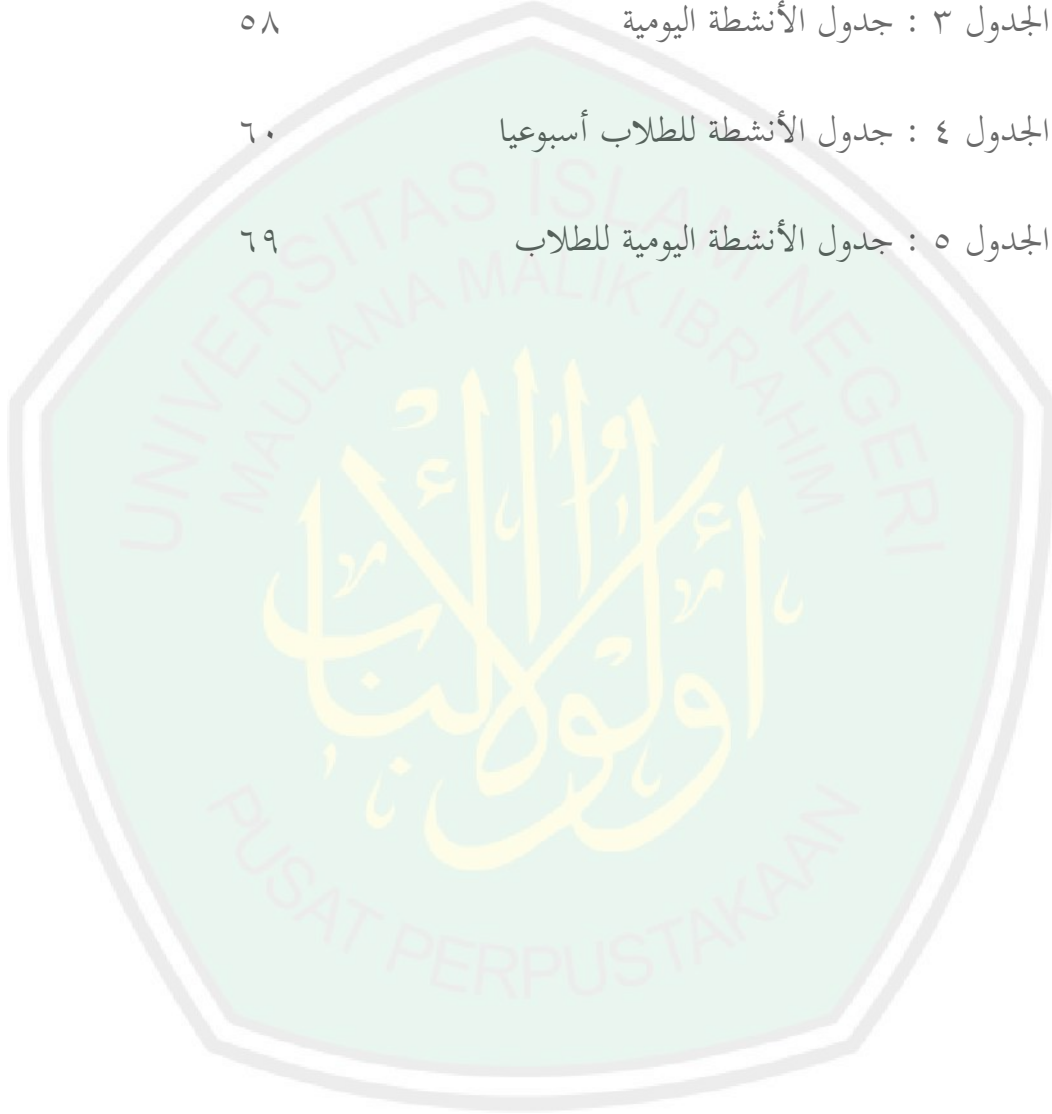 الجدول ٣ : جدول الأنشطة اليومية ٥٨
الجدول ٤ : جدول الأنشطة للطلاب أسبوعيا ٦٠
الجدول ٥ : جدول الأنشطة اليومية للطلاب ٦٩
UNIVERSITAS ISLAM NEGERI
MAULANA MALIK IBRAHIM
أولوا الألباب
PUSAT PERPUSTAKAAN